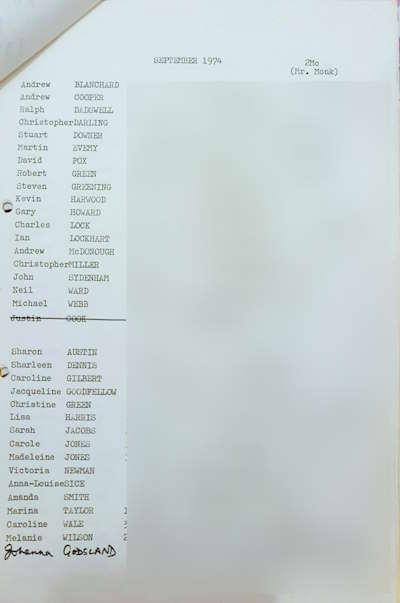 SEPTEMBER 1974
2Mo
(Mr. Monk)
Andrew BLANCHARD
Andrew COOPER
Ralph DADSWELL
Christopher DARLING
Stuart DOWNER
Martin EVEMY
David FOX
Robert GREEN
Steven GREENING
Kevin HARWOOD
Gary HOWARD
Charles LOCK
Ian LOCKHART
Andrew McDONOUGH
Christopher MILLER
John SYDENHAM
Neil WARD
Michael WEBB
Justin COOK
Sharon AUSTIN
Sharleen DENNIS
Caroline GILBERT
Jacqueline GOODFELLOW
Christine GREEN
Lisa HARRIS
Sarah JACOBS
Carole JONES
Madeleine JONES
Victoria NEWMAN
Anna-Louise SICE
Amanda SMITH
Marina TAYLOR
Caroline WALE
Melanie WILSON
Johanna GODSLAND